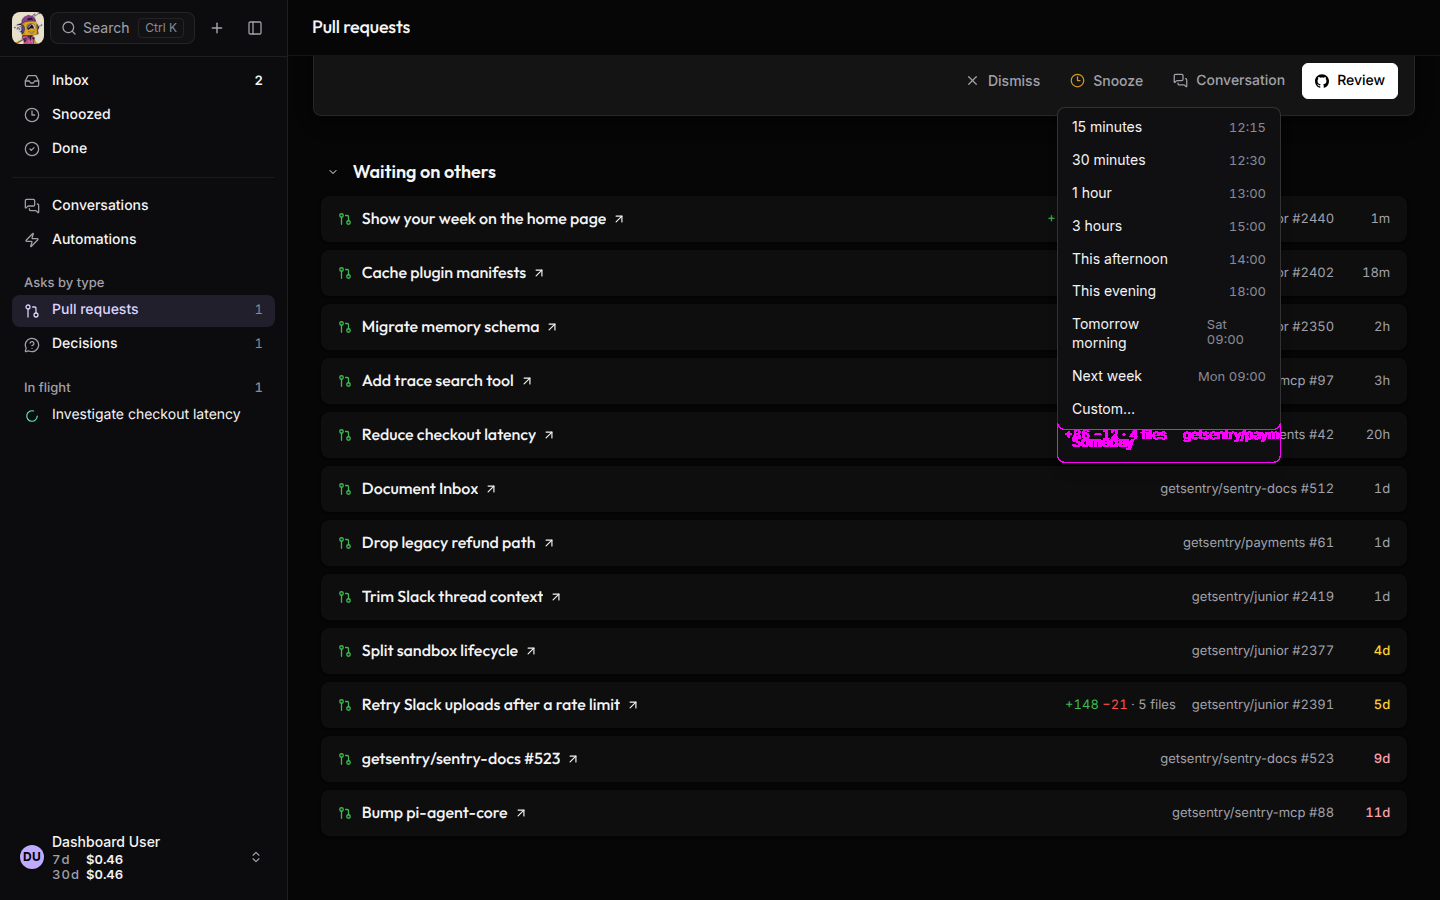 Search Ctrl K
Pull requests
Inbox 2
Snoozed
Done
Conversations
Automations
Asks by type
Pull requests 1
Decisions 1
In flight 1
Investigate checkout latency
Dashboard User
DU
7d $0.46
30d $0.46
Dismiss Snooze Conversation Review
15 minutes 12:15
30 minutes 12:30
1 hour 13:00
3 hours 15:00
This afternoon 14:00
This evening 18:00
Tomorrow morning Sat 09:00
Next week Mon 09:00
Custom...
Someday
Waiting on others
Show your week on the home page + #2440 1m
Cache plugin manifests #2402 18m
Migrate memory schema #2350 2h
Add trace search tool #97 3h
Reduce checkout latency +86 −12 · 4 files getsentry/payments #42 20h
Document Inbox getsentry/sentry-docs #512 1d
Drop legacy refund path getsentry/payments #61 1d
Trim Slack thread context getsentry/junior #2419 1d
Split sandbox lifecycle getsentry/junior #2377 4d
Retry Slack uploads after a rate limit +148 −21 · 5 files getsentry/junior #2391 5d
getsentry/sentry-docs #523 getsentry/sentry-docs #523 9d
Bump pi-agent-core getsentry/sentry-mcp #88 11d